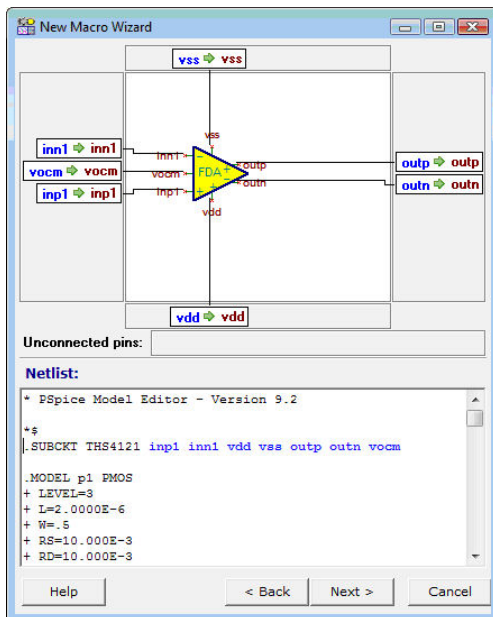 New Macro Wizard
vss vss
inn1 inn1
vocm vocm
inp1 inp1
vss
inn1
vocm
inp1
FDA
outp
outn
vdd
outp outp
outn outn
vdd vdd
Unconnected pins:
Netlist:
* PSpice Model Editor - Version 9.2
*$
.SUBCKT THS4121 inp1 inn1 vdd vss outp outn vocm
.MODEL p1 PMOS
+ LEVEL=3
+ L=2.0000E-6
+ W=.5
+ RS=10.000E-3
+ RD=10.000E-3
Help
< Back
Next >
Cancel